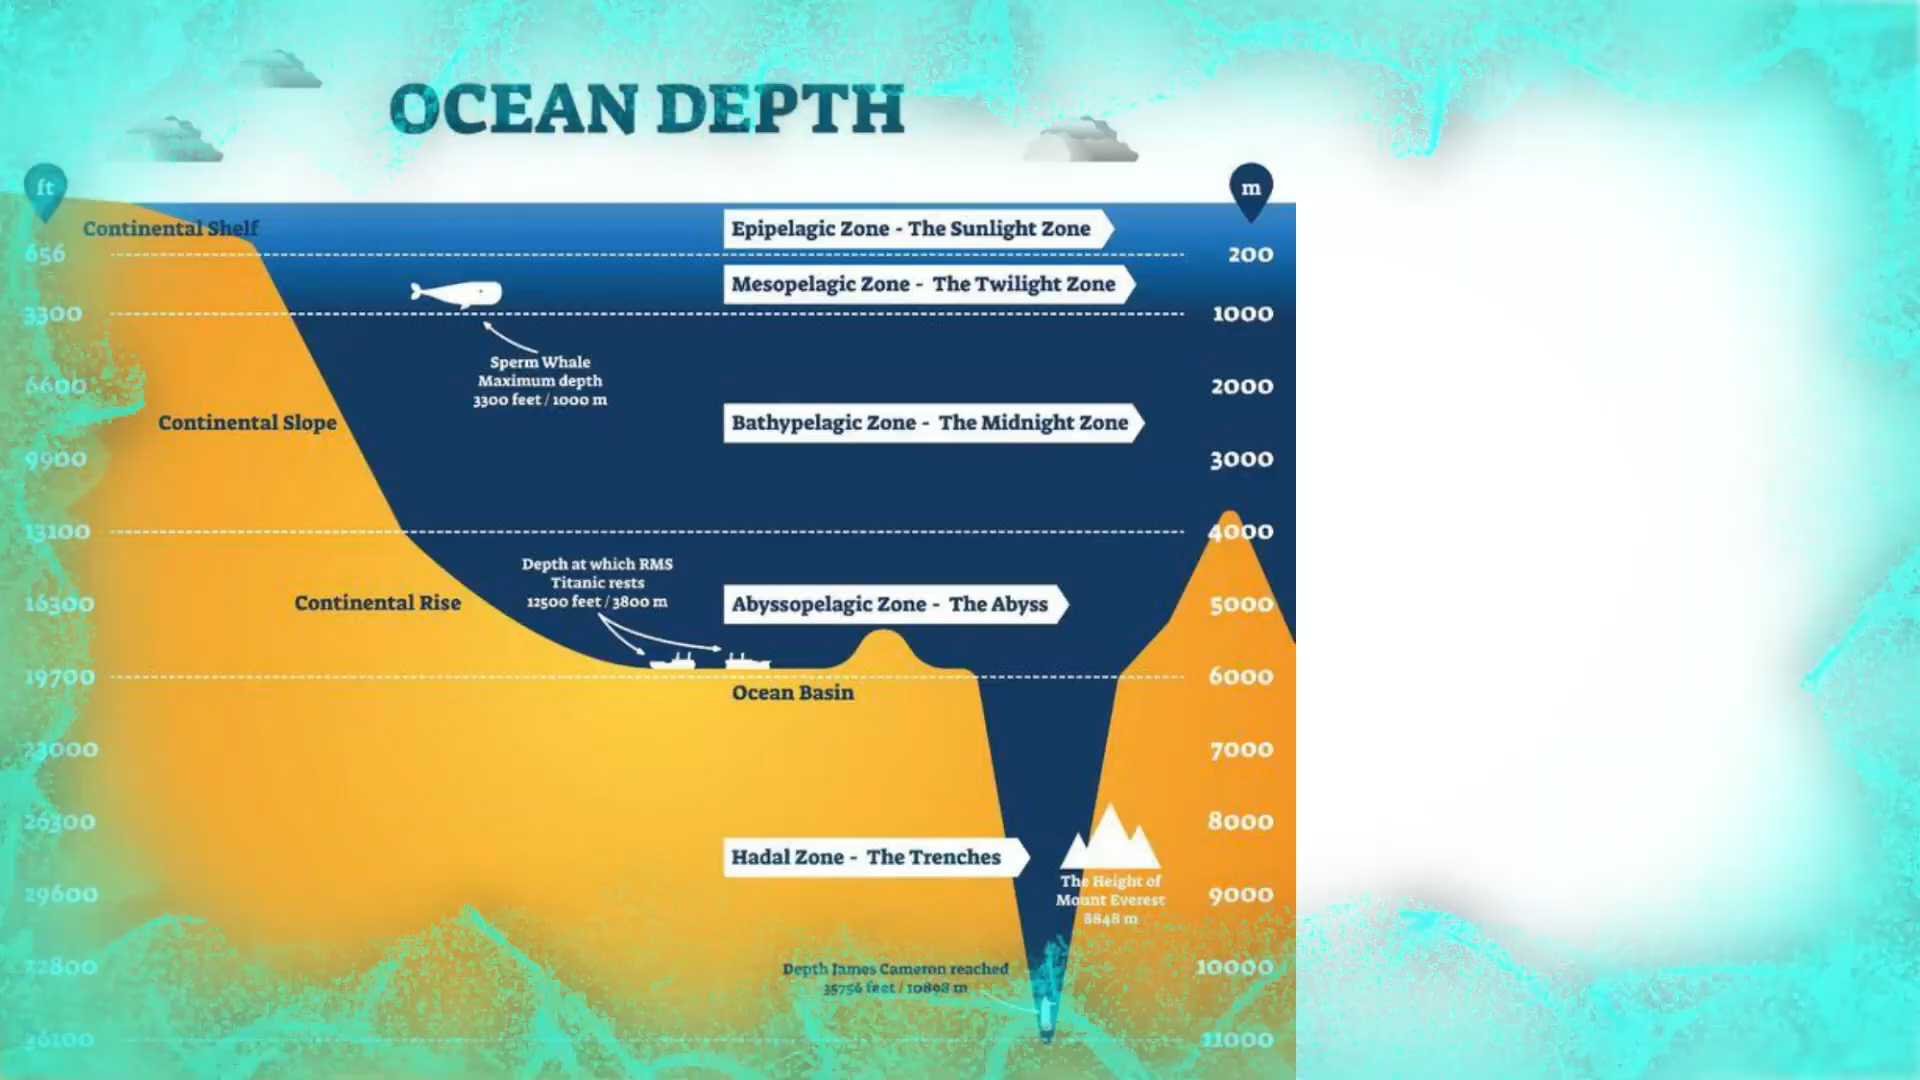 OCEAN DEPTH
ft
m
Continental Shelf
Epipelagic Zone - The Sunlight Zone
656
200
Mesopelagic Zone - The Twilight Zone
3300
1000
Sperm Whale
Maximum depth
3300 feet / 1000 m
6600
2000
Continental Slope
Bathypelagic Zone - The Midnight Zone
9900
3000
13100
4000
Depth at which RMS
Titanic rests
12500 feet / 3800 m
Continental Rise
Abyssopelagic Zone - The Abyss
16300
5000
19700
6000
Ocean Basin
23000
7000
26300
8000
Hadal Zone - The Trenches
The Height of
Mount Everest
8848 m
29600
9000
32800
10000
Depth James Cameron reached
35756 feet / 10898 m
36100
11000